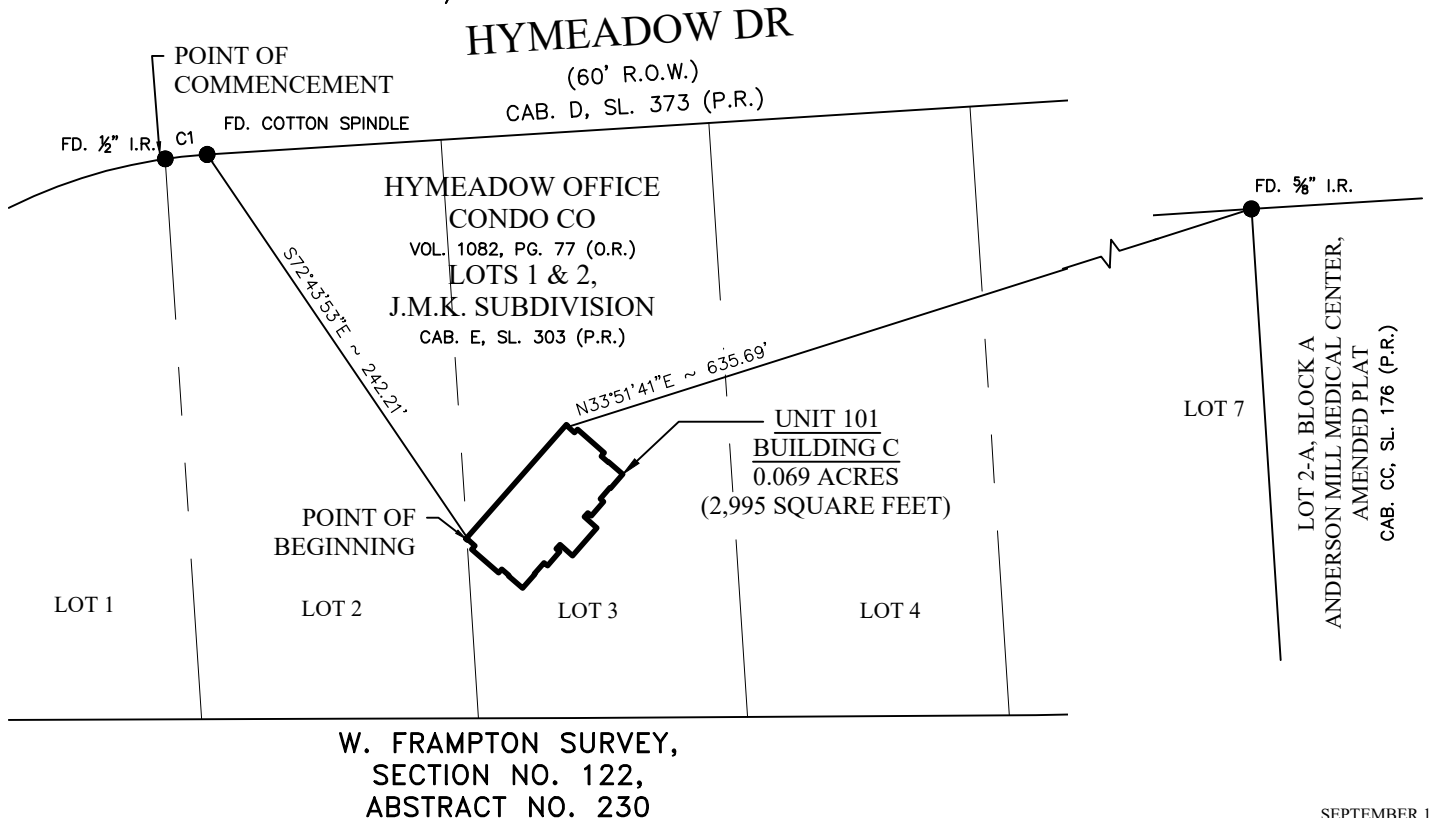 HYMEADOW DR
(60' R.O.W.)
CAB. D, SL. 373 (P.R.)
POINT OF
COMMENCEMENT
FD. ½" I.R.
C1
FD. COTTON SPINDLE
HYMEADOW OFFICE
CONDO CO
VOL. 1082, PG. 77 (O.R.)
LOTS 1 & 2,
J.M.K. SUBDIVISION
CAB. E, SL. 303 (P.R.)
S72°43'53"E ~ 242.21'
N33°51'41"E ~ 635.69'
FD. ⅝" I.R.
UNIT 101
BUILDING C
0.069 ACRES
(2,995 SQUARE FEET)
POINT OF
BEGINNING
LOT 1
LOT 2
LOT 3
LOT 4
LOT 7
LOT 2-A, BLOCK A
ANDERSON MILL MEDICAL CENTER,
AMENDED PLAT
CAB. CC, SL. 176 (P.R.)
W. FRAMPTON SURVEY,
SECTION NO. 122,
ABSTRACT NO. 230
SEPTEMBER 1